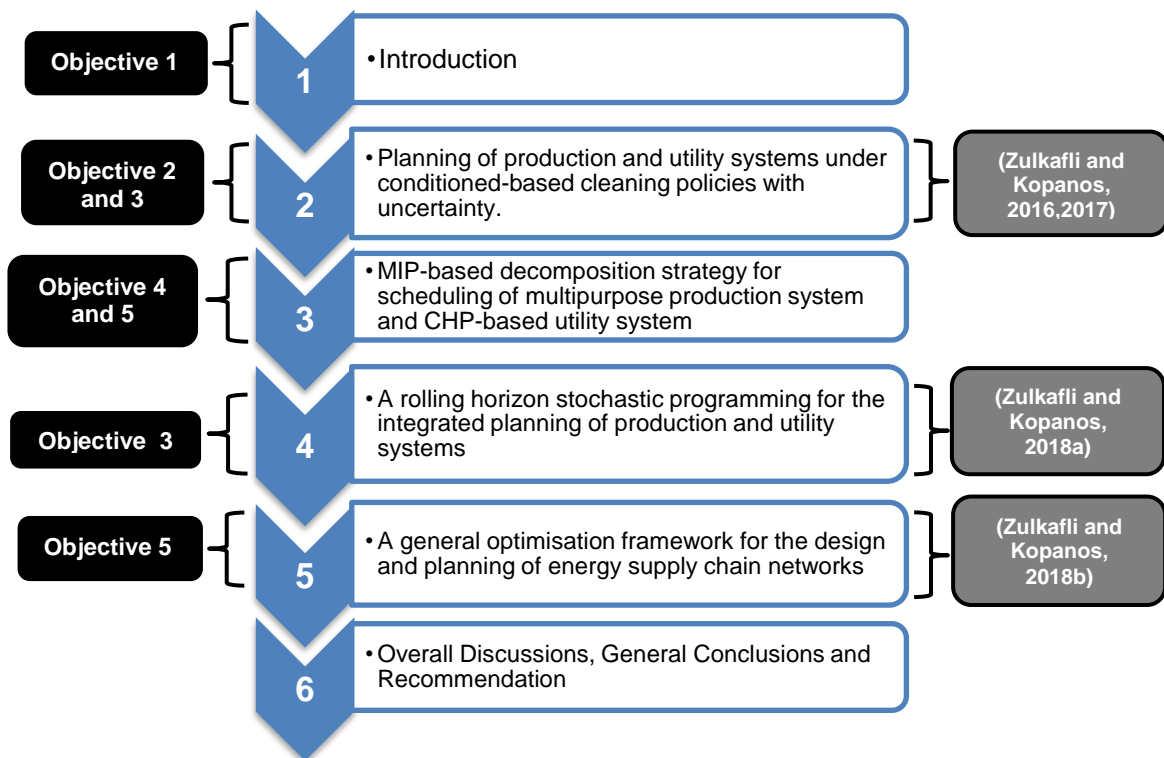 Objective 1
1
•Introduction
Objective 2
and 3
2
•Planning of production and utility systems under
conditioned-based cleaning policies with
uncertainty.
(Zulkafli and
Kopanos,
2016,2017)
Objective 4
and 5
3
•MIP-based decomposition strategy for
scheduling of multipurpose production system
and CHP-based utility system
Objective  3
4
•A rolling horizon stochastic programming for the
integrated planning of production and utility
systems
(Zulkafli and
Kopanos,
2018a)
Objective 5
5
•A general optimisation framework for the design
and planning of energy supply chain networks
(Zulkafli and
Kopanos,
2018b)
6
•Overall Discussions, General Conclusions and
Recommendation